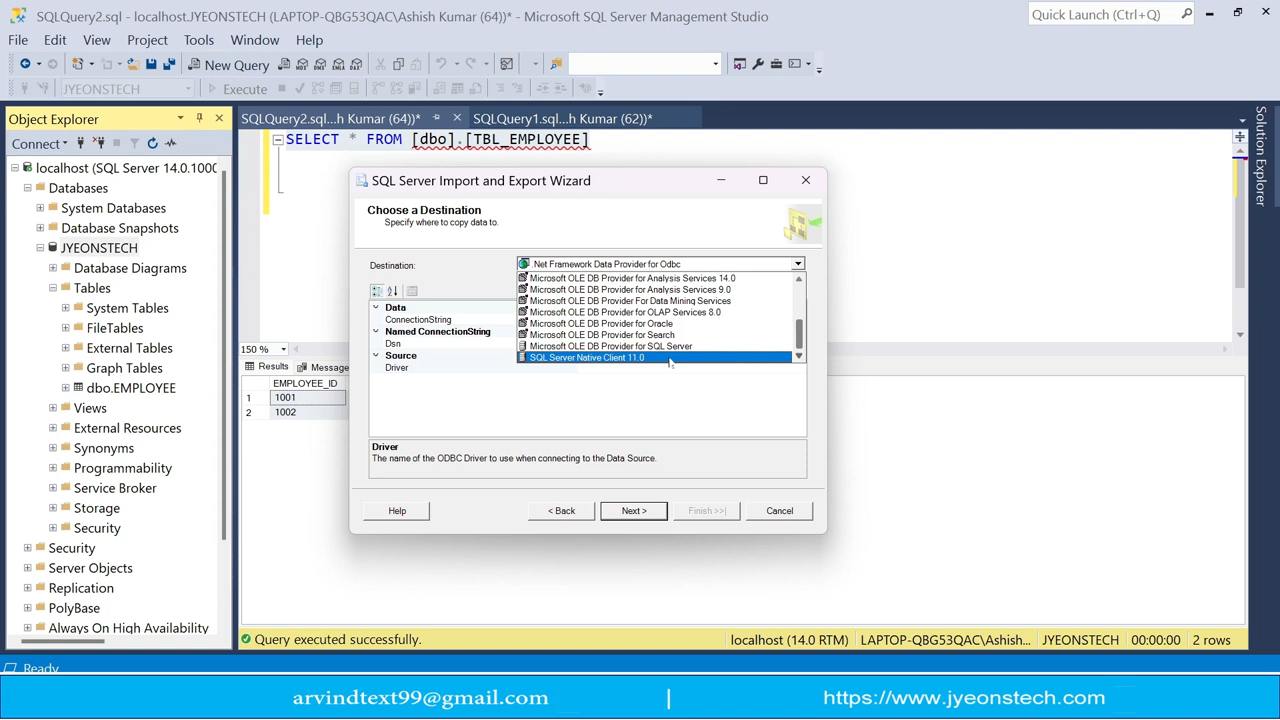 SQLQuery2.sql - localhost.JYEONSTECH (LAPTOP-QBG53QAC\Ashish Kumar (64))* - Microsoft SQL Server Management Studio
Quick Launch (Ctrl+Q)
File Edit View Project Tools Window Help
New Query
MDX DMX XMLA DAX
JYEONSTECH
Execute
Object Explorer
SQLQuery2.sql...h Kumar (64))*
SQLQuery1.sql...h Kumar (62))*
Solution Explorer
Connect
SELECT * FROM [dbo].[TBL_EMPLOYEE]
localhost (SQL Server 14.0.1000
Databases
System Databases
Database Snapshots
JYEONSTECH
Database Diagrams
Tables
System Tables
FileTables
External Tables
Graph Tables
dbo.EMPLOYEE
Views
External Resources
Synonyms
Programmability
Service Broker
Storage
Security
Security
Server Objects
Replication
PolyBase
Always On High Availability
SQL Server Import and Export Wizard
Choose a Destination
Specify where to copy data to.
Destination:
.Net Framework Data Provider for Odbc
Microsoft OLE DB Provider for Analysis Services 14.0
Microsoft OLE DB Provider for Analysis Services 9.0
Microsoft OLE DB Provider For Data Mining Services
Microsoft OLE DB Provider for OLAP Services 8.0
Microsoft OLE DB Provider for Oracle
Microsoft OLE DB Provider for Search
Microsoft OLE DB Provider for SQL Server
SQL Server Native Client 11.0
Data
ConnectionString
Named ConnectionString
Dsn
Source
Driver
Driver
The name of the ODBC Driver to use when connecting to the Data Source.
Help
< Back
Next >
Finish >>|
Cancel
150 %
Results
Message
EMPLOYEE_ID
1 1001
2 1002
Query executed successfully.
localhost (14.0 RTM)
LAPTOP-QBG53QAC\Ashish...
JYEONSTECH
00:00:00
2 rows
Ready
arvindtext99@gmail.com | https://www.jyeonstech.com